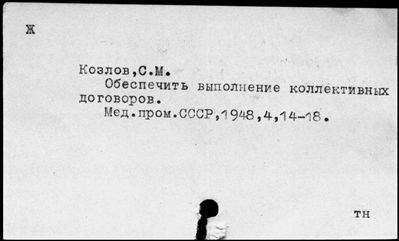 Ж
Козлов,С.М.
Обеспечить выполнение коллективных
договоров.
Мед.пром.СССР,1948,4,14-18.
тн